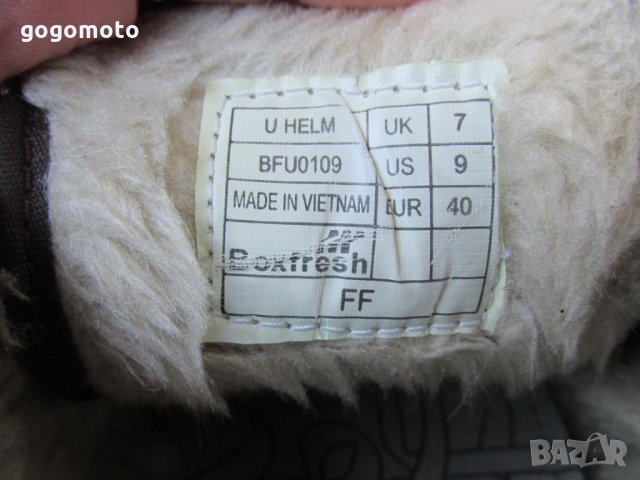 gogomoto
U HELM UK 7
BFU0109 US 9
MADE IN VIETNAM EUR 40
Boxfresh
FF
BAZAR